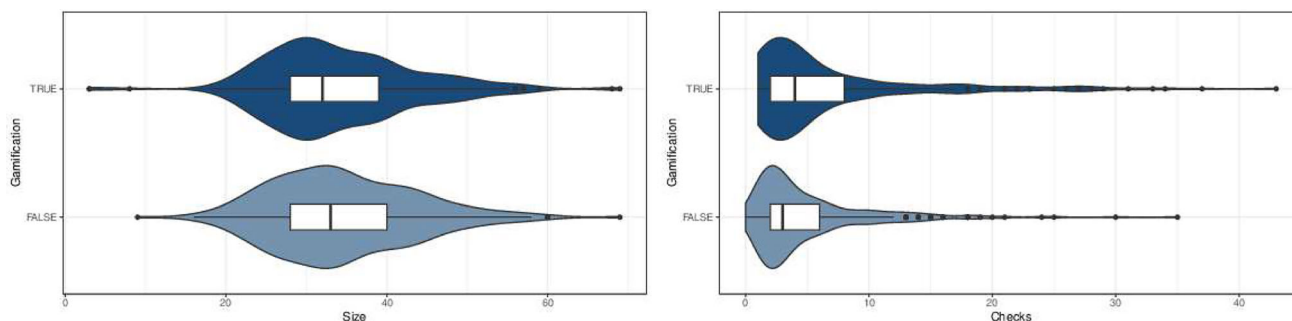 Gamification
TRUE
FALSE
0 20 40 60
Size
Gamification
TRUE
FALSE
0 10 20 30 40
Checks